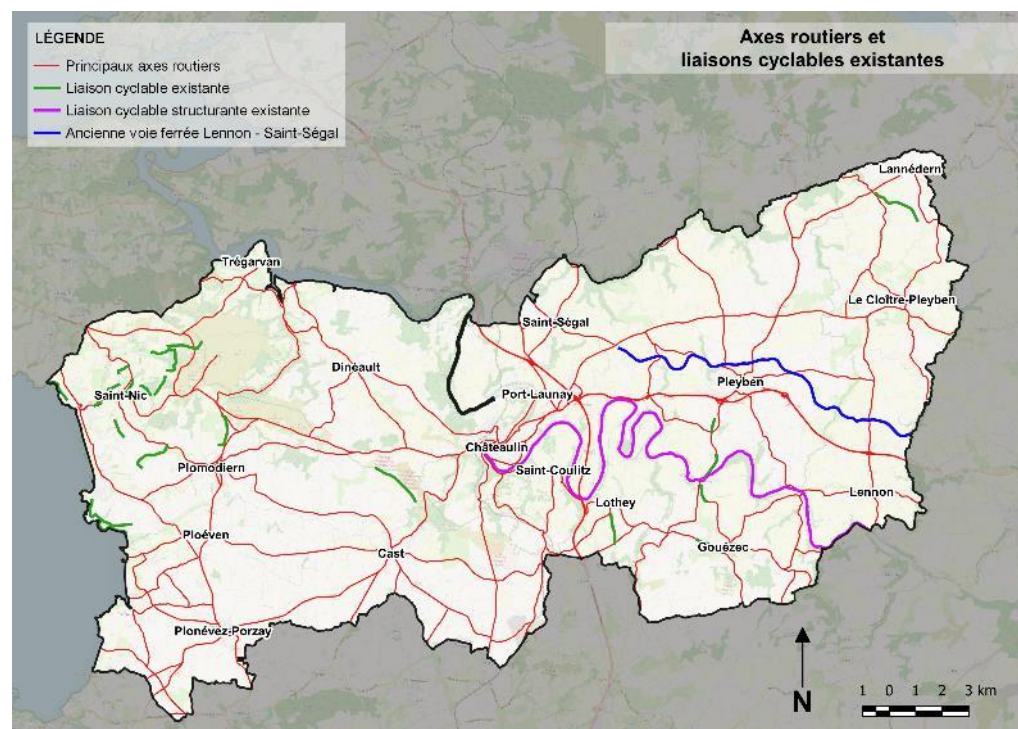 LÉGENDE
Principaux axes routiers
Liaison cyclable existante
Liaison cyclable structurante existante
Ancienne voie ferrée Lennon - Saint-Ségal
Axes routiers et
liaisons cyclables existantes
Lannédern
Trégarvan
Le Cloître-Pleyben
Saint-Ségal
Dinéault
Pleyben
Saint-Nic
Port-Launay
Châteaulin
Plomodiern
Saint-Coulitz
Lennon
Lothey
Ploéven
Gouézec
Cast
Plonévez-Porzay
N
1 0 1 2 3 km